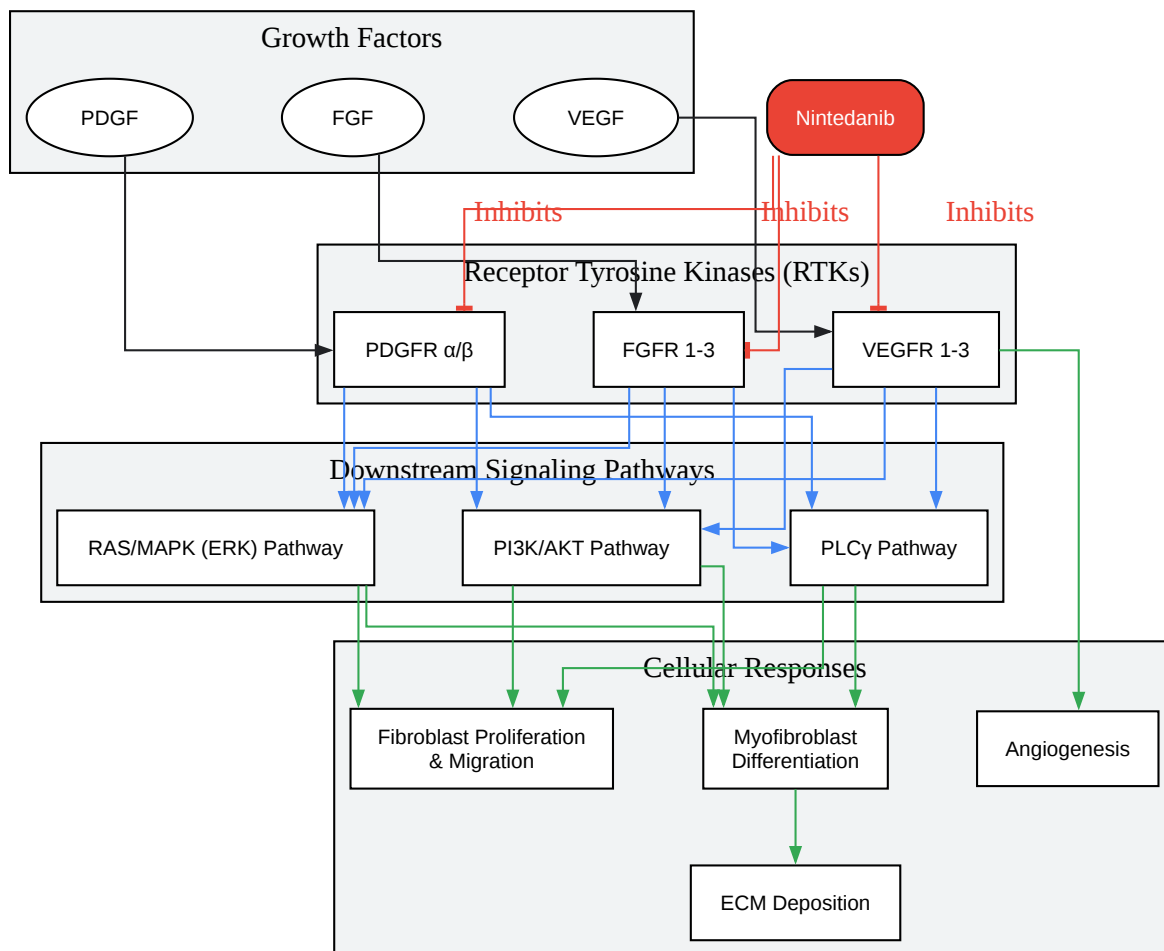 Growth Factors
PDGF
FGF
VEGF
Nintedanib
Inhibits
Inhibits
Inhibits
Receptor Tyrosine Kinases (RTKs)
PDGFR α/β
FGFR 1-3
VEGFR 1-3
Downstream Signaling Pathways
RAS/MAPK (ERK) Pathway
PI3K/AKT Pathway
PLCγ Pathway
Cellular Responses
Fibroblast Proliferation
& Migration
Myofibroblast
Differentiation
Angiogenesis
ECM Deposition